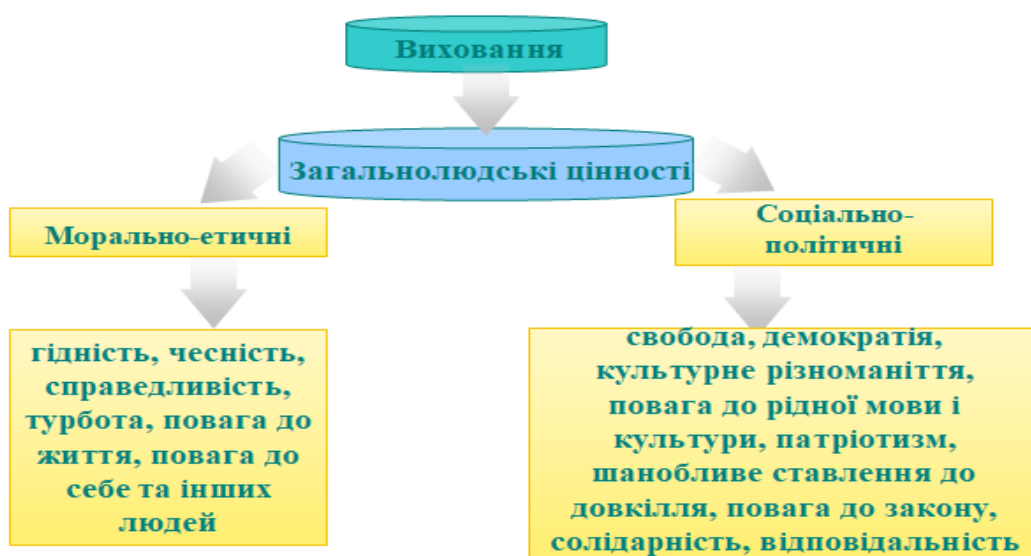 Виховання
Загальнолюдські цінності
Морально-етичні
Соціально-
політичні
гідність, чесність,
справедливість,
турбота, повага до
життя, повага до
себе та інших
людей
свобода, демократія,
культурне різноманіття,
повага до рідної мови і
культури, патріотизм,
шанобливе ставлення до
довкілля, повага до закону,
солідарність, відповідальність